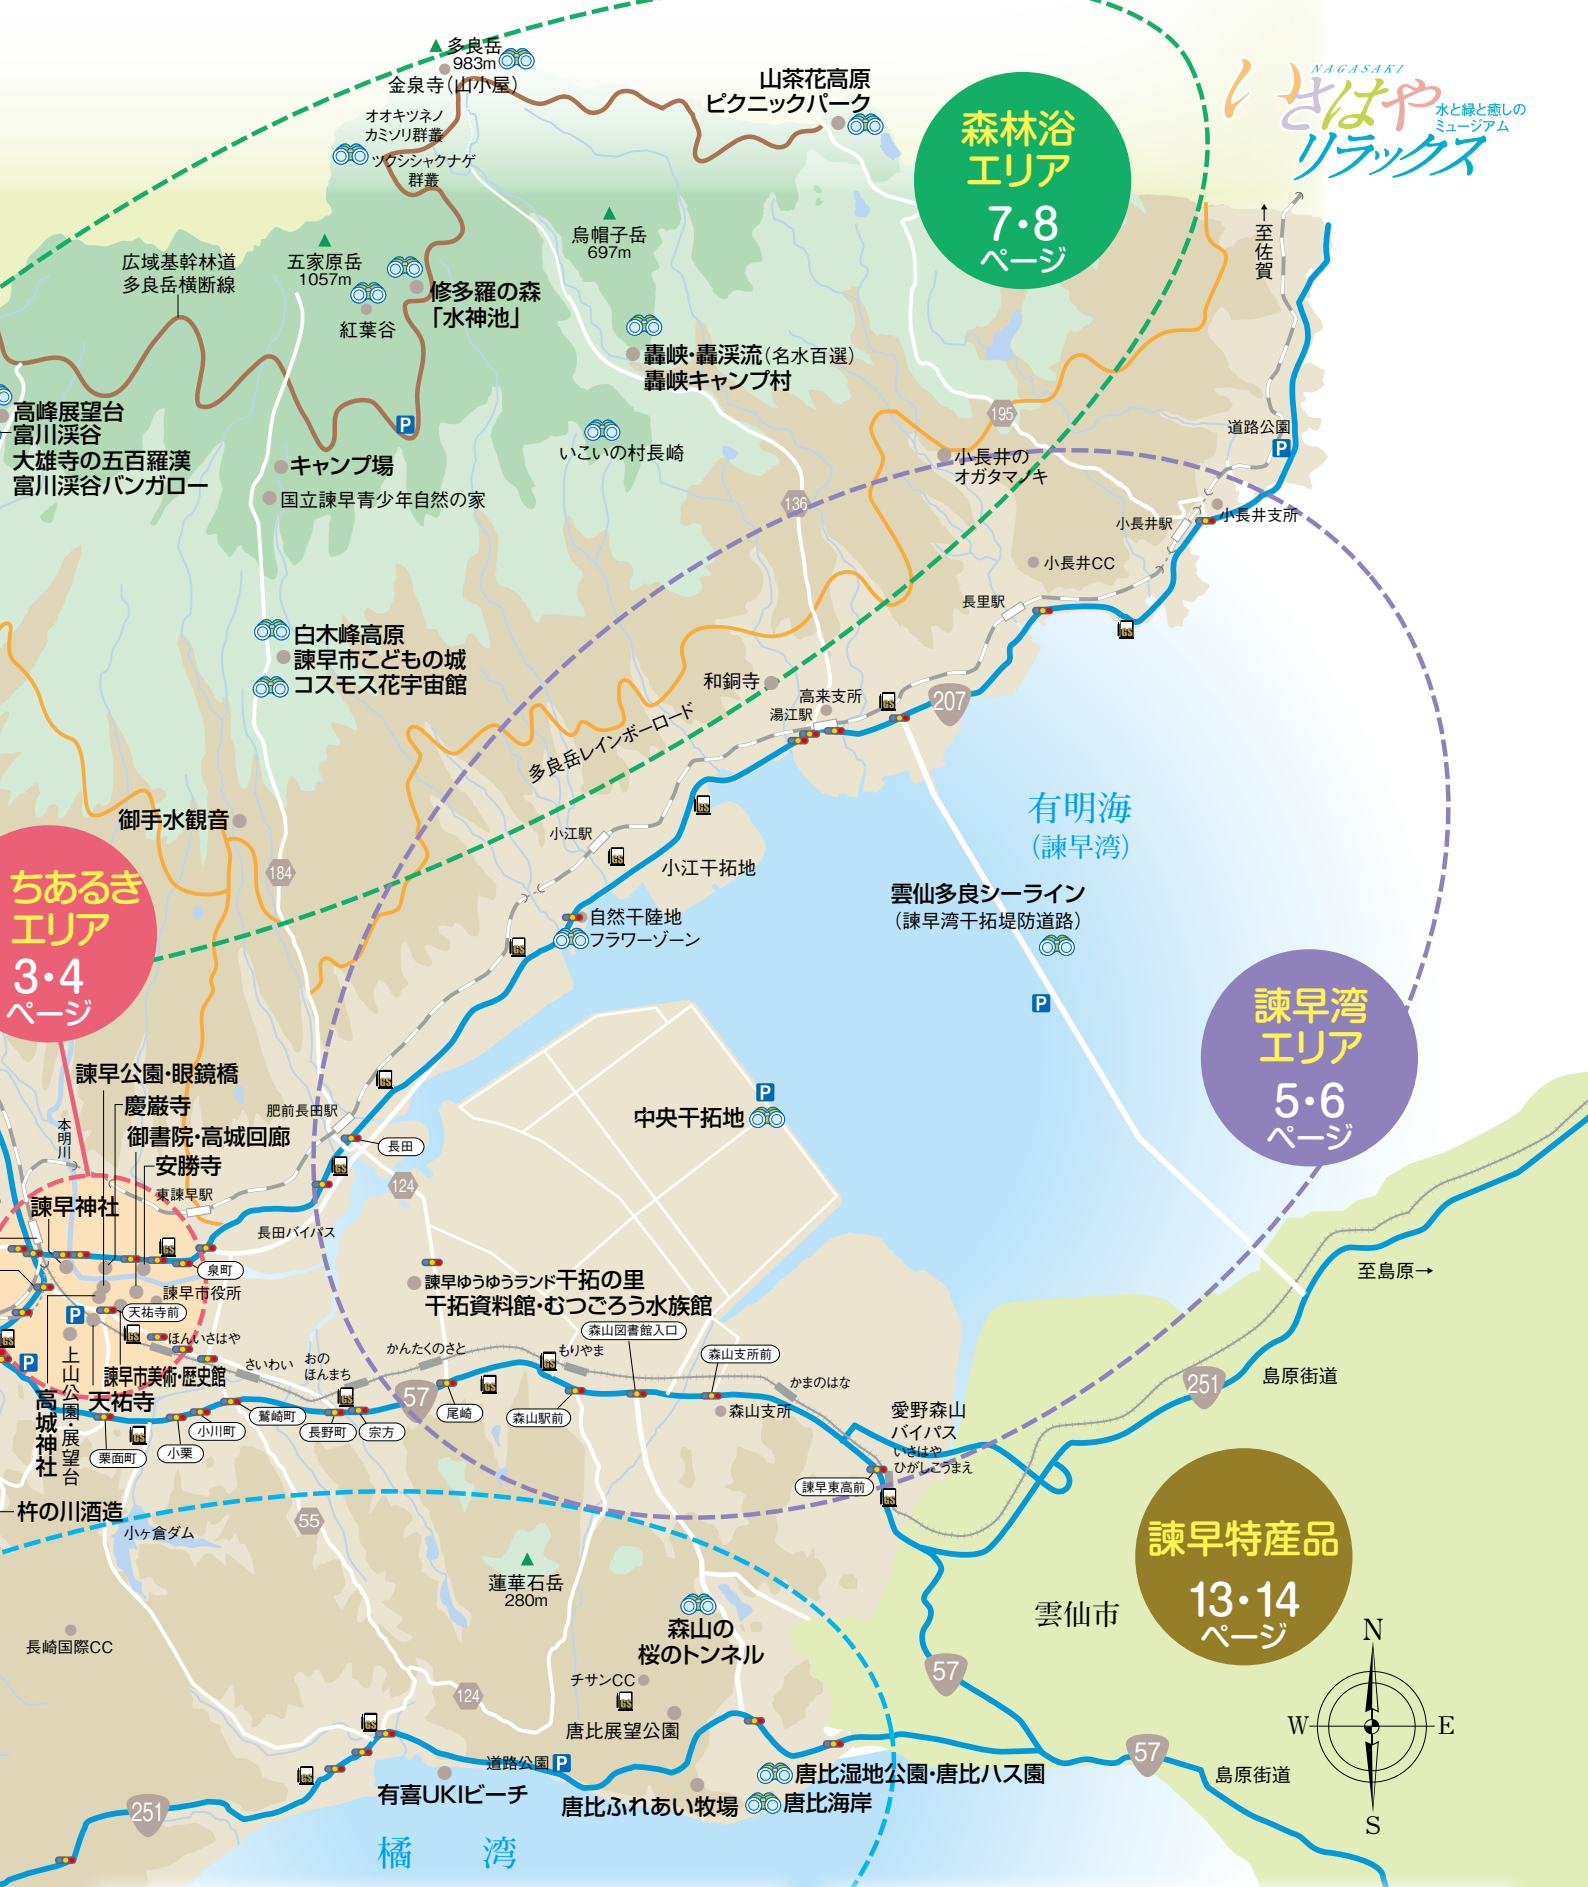 多良岳
983m
金泉寺(山小屋)
オオキツネノ
カミソリ群叢
ツクシシャクナゲ
群叢
山茶花高原
ピクニックパーク
森林浴
エリア
7・8
ページ
NAGASAKI
いさはや
水と緑と癒しの
ミュージアム
リラックス
↑至佐賀
烏帽子岳
697m
広域基幹林道
多良岳横断線
五家原岳
1057m
紅葉谷
修多羅の森
「水神池」
轟峡・轟渓流(名水百選)
轟峡キャンプ村
高峰展望台
富川渓谷
大雄寺の五百羅漢
富川渓谷バンガロー
P
キャンプ場
国立諫早青少年自然の家
いこいの村長崎
195
136
道路公園
P
小長井の
オガタマノキ
小長井駅
小長井支所
小長井CC
長里駅
GS
白木峰高原
諫早市こどもの城
コスモス花宇宙館
和銅寺
高来支所
湯江駅
GS
207
多良岳レインボーロード
御手水観音
184
小江駅
GS
GS
小江干拓地
有明海
(諫早湾)
雲仙多良シーライン
(諫早湾干拓堤防道路)
P
ちあるき
エリア
3・4
ページ
自然干陸地
フラワーゾーン
GS
諫早湾
エリア
5・6
ページ
諫早公園・眼鏡橋
慶巌寺
御書院・高城回廊
安勝寺
本明川
肥前長田駅
GS
長田
GS
124
P
中央干拓地
諫早神社
東諫早駅
長田バイパス
GS
泉町
諫早市役所
天祐寺前
P
GS
ほんいさはや
GS
P
上山公園・展望台
諫早市美術・歴史館
天祐寺
高城神社
さいわい
おの
ほんまち
GS
諫早ゆうゆうランド干拓の里
干拓資料館・むつごろう水族館
かんたくのさと
森山図書館入口
もりやま
GS
GS
森山支所前
かまのはな
57
尾崎
森山駅前
森山支所
鷲崎町
小川町
長野町
宗方
小栗
GS
栗面町
愛野森山
バイパス
いさはや
ひがしこうまえ
諫早東高前
GS
至島原→
251
島原街道
杵の川酒造
小ヶ倉ダム
55
蓮華石岳
280m
諫早特産品
13・14
ページ
雲仙市
長崎国際CC
森山の
桜のトンネル
チサンCC
GS
唐比展望公園
124
57
N
W
E
S
GS
GS
道路公園
P
有喜UKIビーチ
唐比湿地公園・唐比ハス園
唐比ふれあい牧場
唐比海岸
57
島原街道
251
橘湾